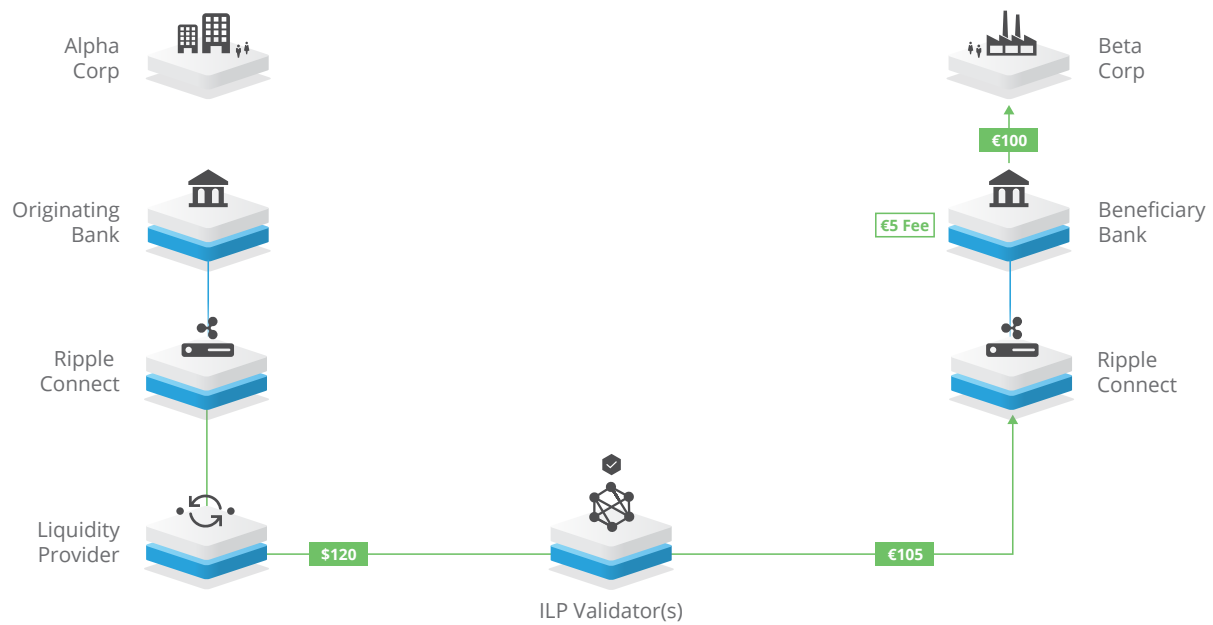 Alpha
Corp
Beta
Corp
€100
Originating
Bank
€5 Fee
Beneficiary
Bank
Ripple
Connect
Ripple
Connect
Liquidity
Provider
$120
€105
ILP Validator(s)